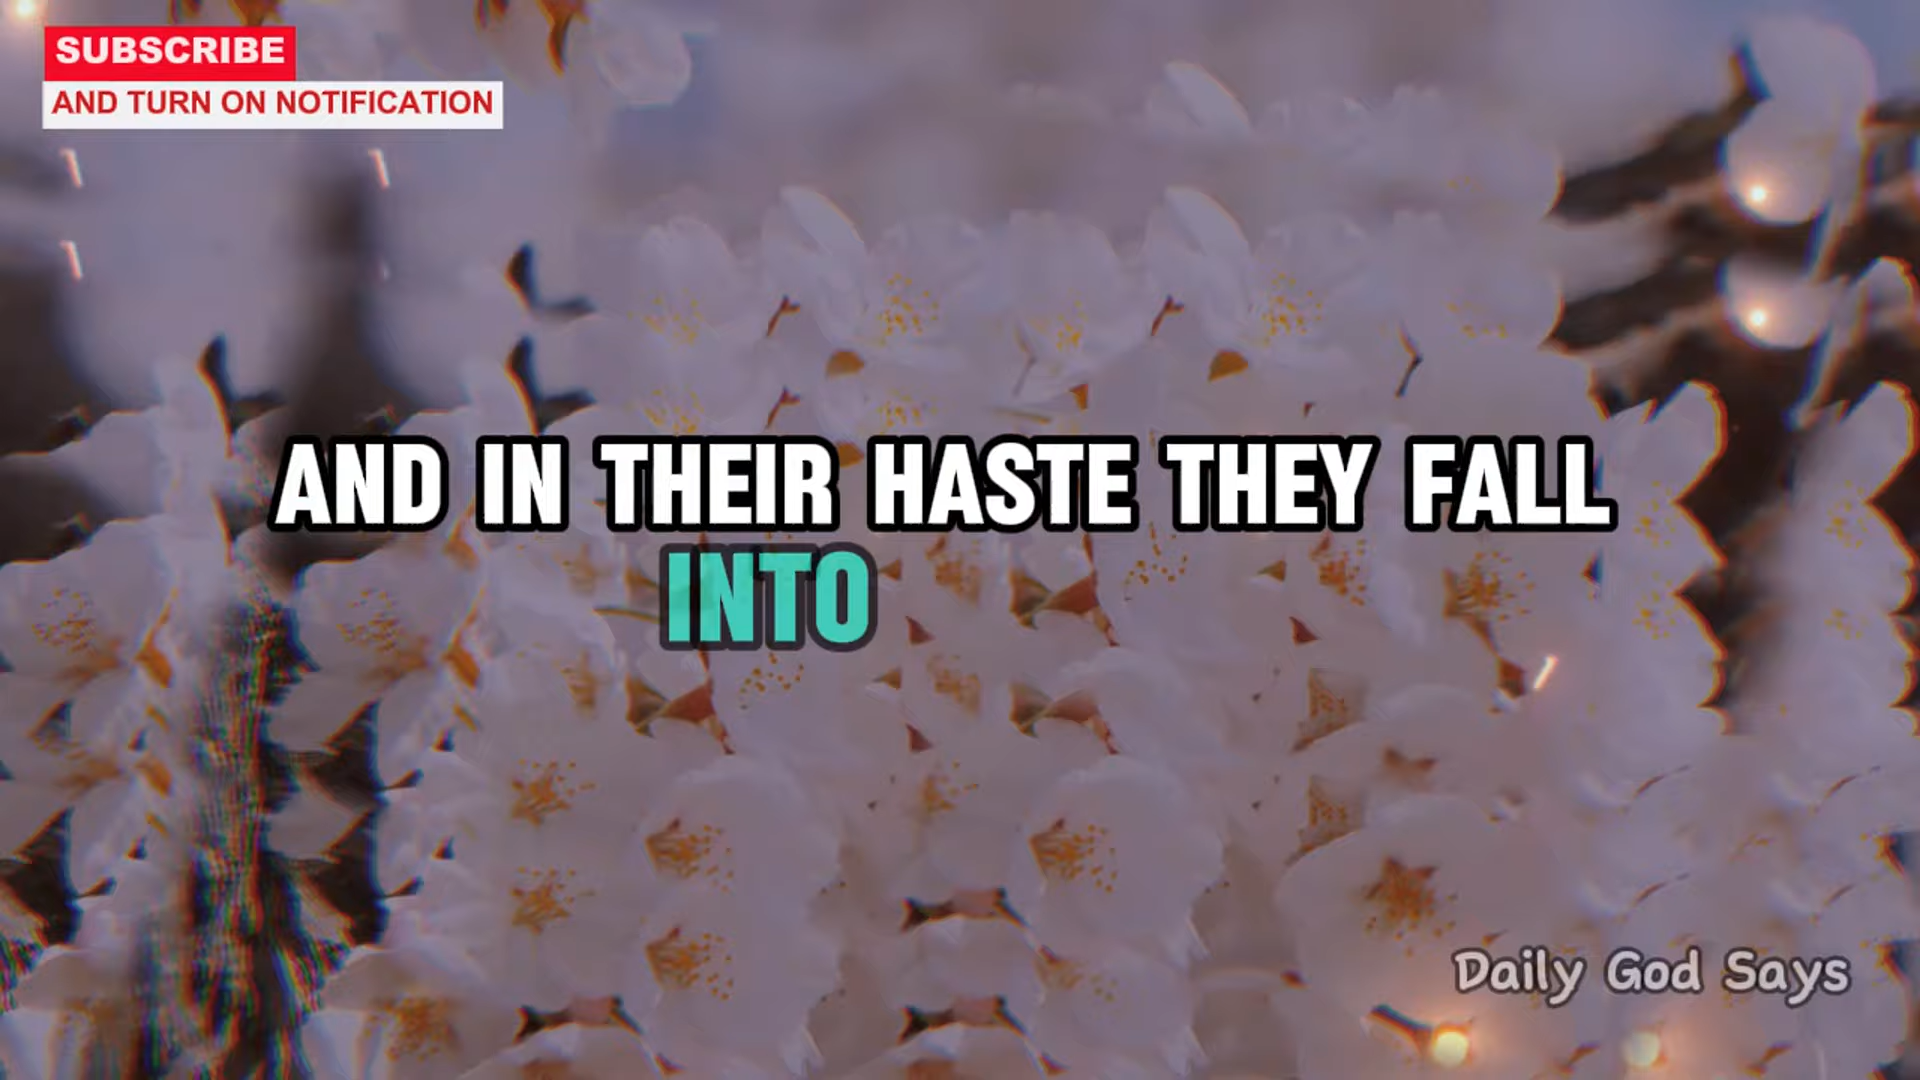 SUBSCRIBE
AND TURN ON NOTIFICATION
AND IN THEIR HASTE THEY FALL
INTO
Daily God Says